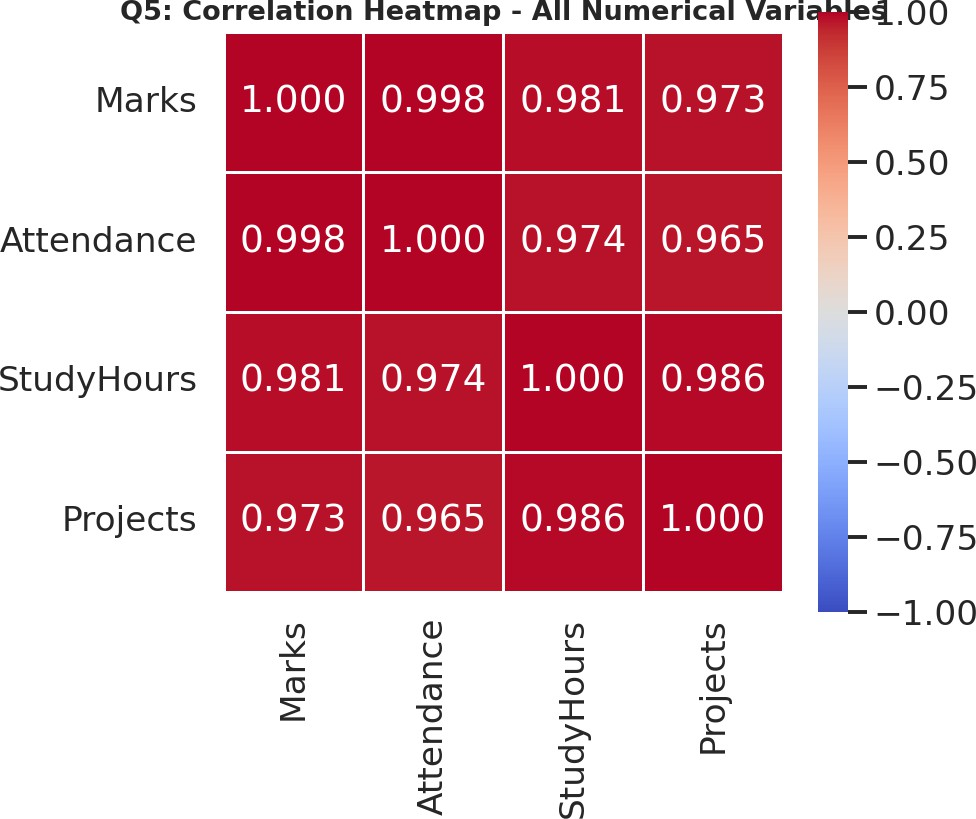 Q5: Correlation Heatmap - All Numerical Variables
1.00
Marks 1.000 0.998 0.981 0.973
0.75
0.50
Attendance 0.998 1.000 0.974 0.965
0.25
0.00
StudyHours 0.981 0.974 1.000 0.986
−0.25
−0.50
Projects 0.973 0.965 0.986 1.000
−0.75
−1.00
Marks
Attendance
StudyHours
Projects